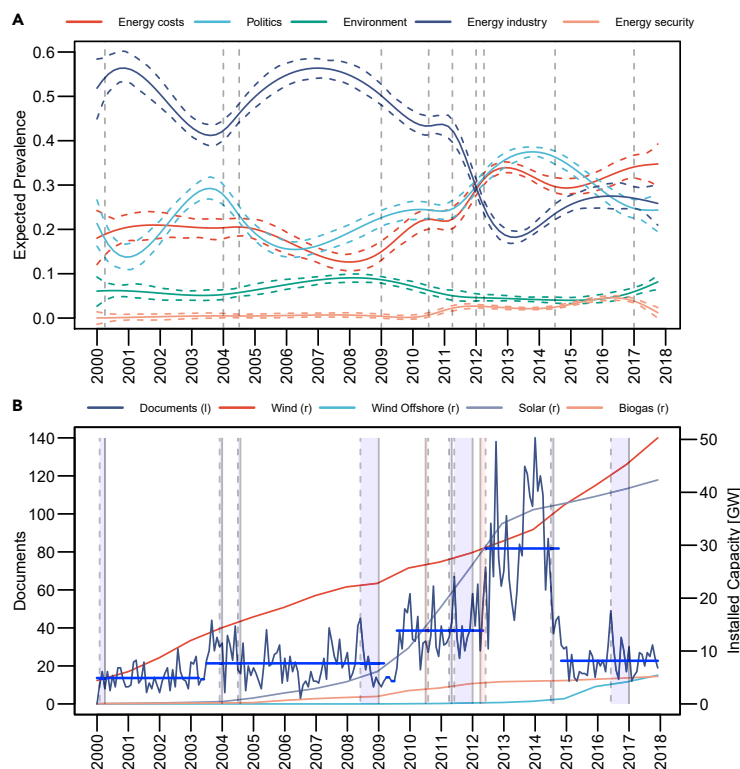 A
Energy costs Politics Environment Energy industry Energy security
0.6
0.5
0.4
0.3
0.2
0.1
0.0
Expected Prevalence
2000 2001 2002 2003 2004 2005 2006 2007 2008 2009 2010 2011 2012 2013 2014 2015 2016 2017 2018
B
Documents (l) Wind (r) Wind Offshore (r) Solar (r) Biogas (r)
140
120
100
80
60
40
20
0
Documents
50
40
30
20
10
0
Installed Capacity [GW]
2000 2001 2002 2003 2004 2005 2006 2007 2008 2009 2010 2011 2012 2013 2014 2015 2016 2017 2018